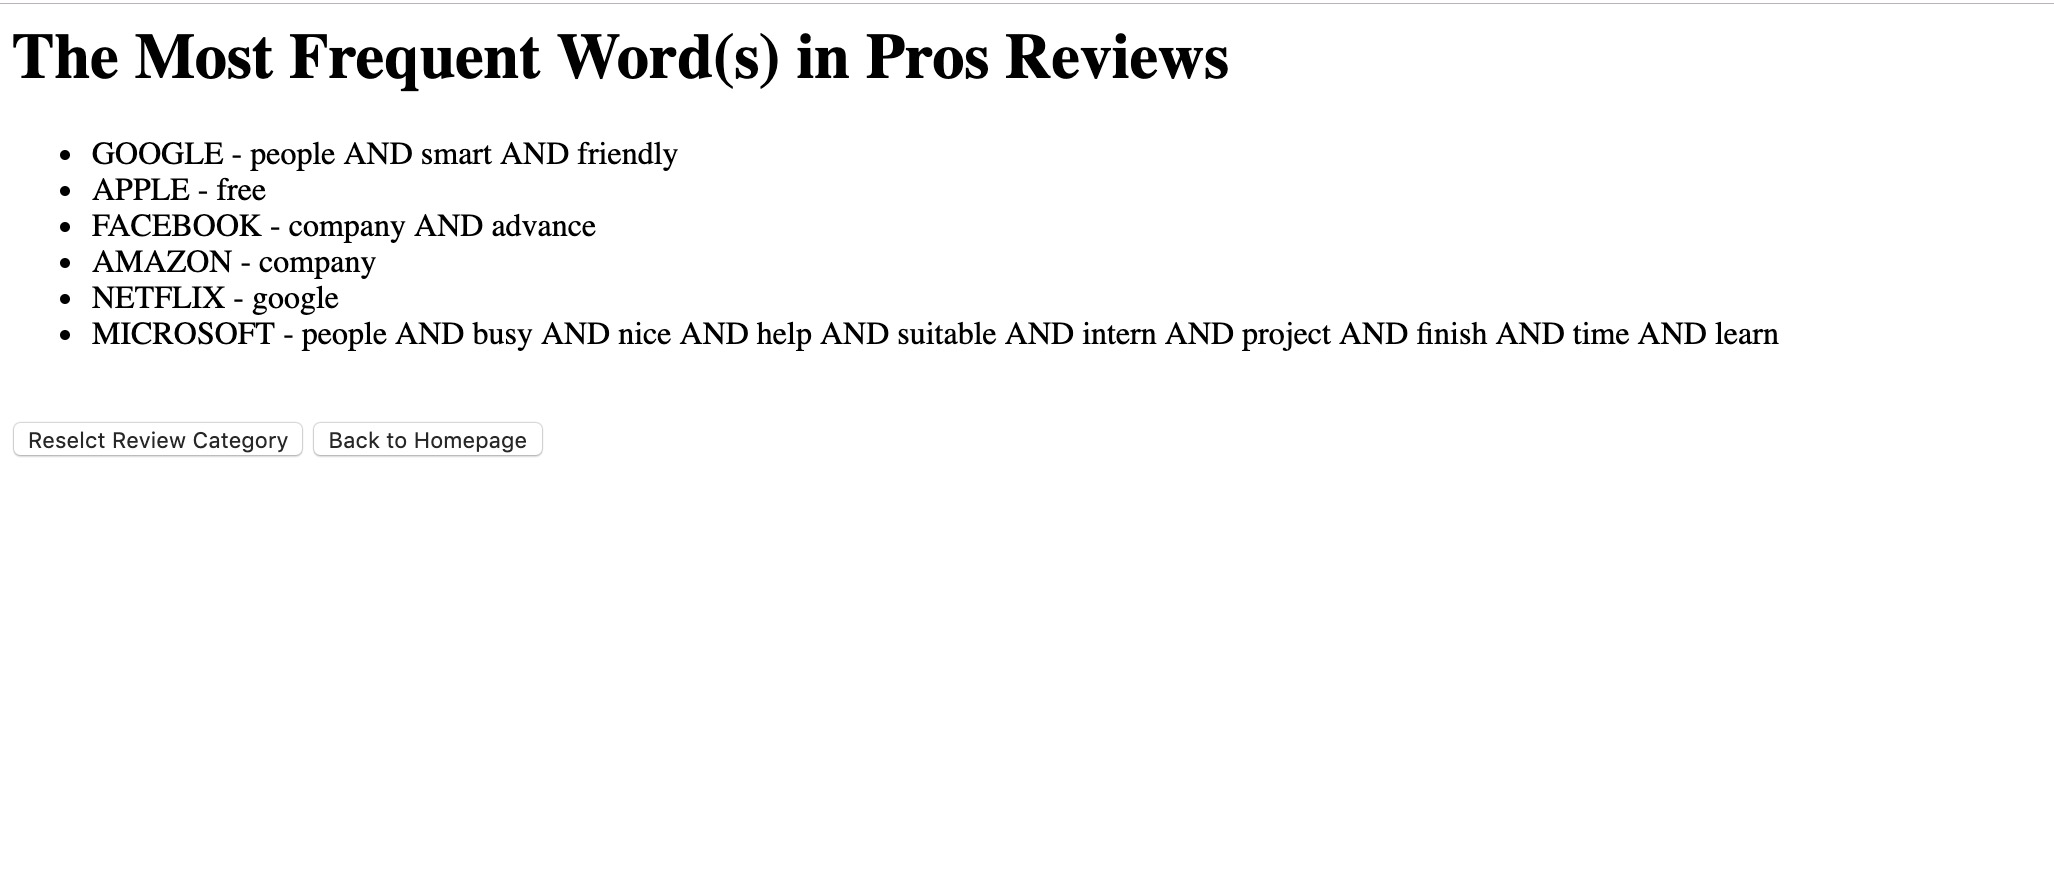 The Most Frequent Word(s) in Pros Reviews
• GOOGLE - people AND smart AND friendly
• APPLE - free
• FACEBOOK - company AND advance
• AMAZON - company
• NETFLIX - google
• MICROSOFT - people AND busy AND nice AND help AND suitable AND intern AND project AND finish AND time AND learn
Reselct Review Category Back to Homepage